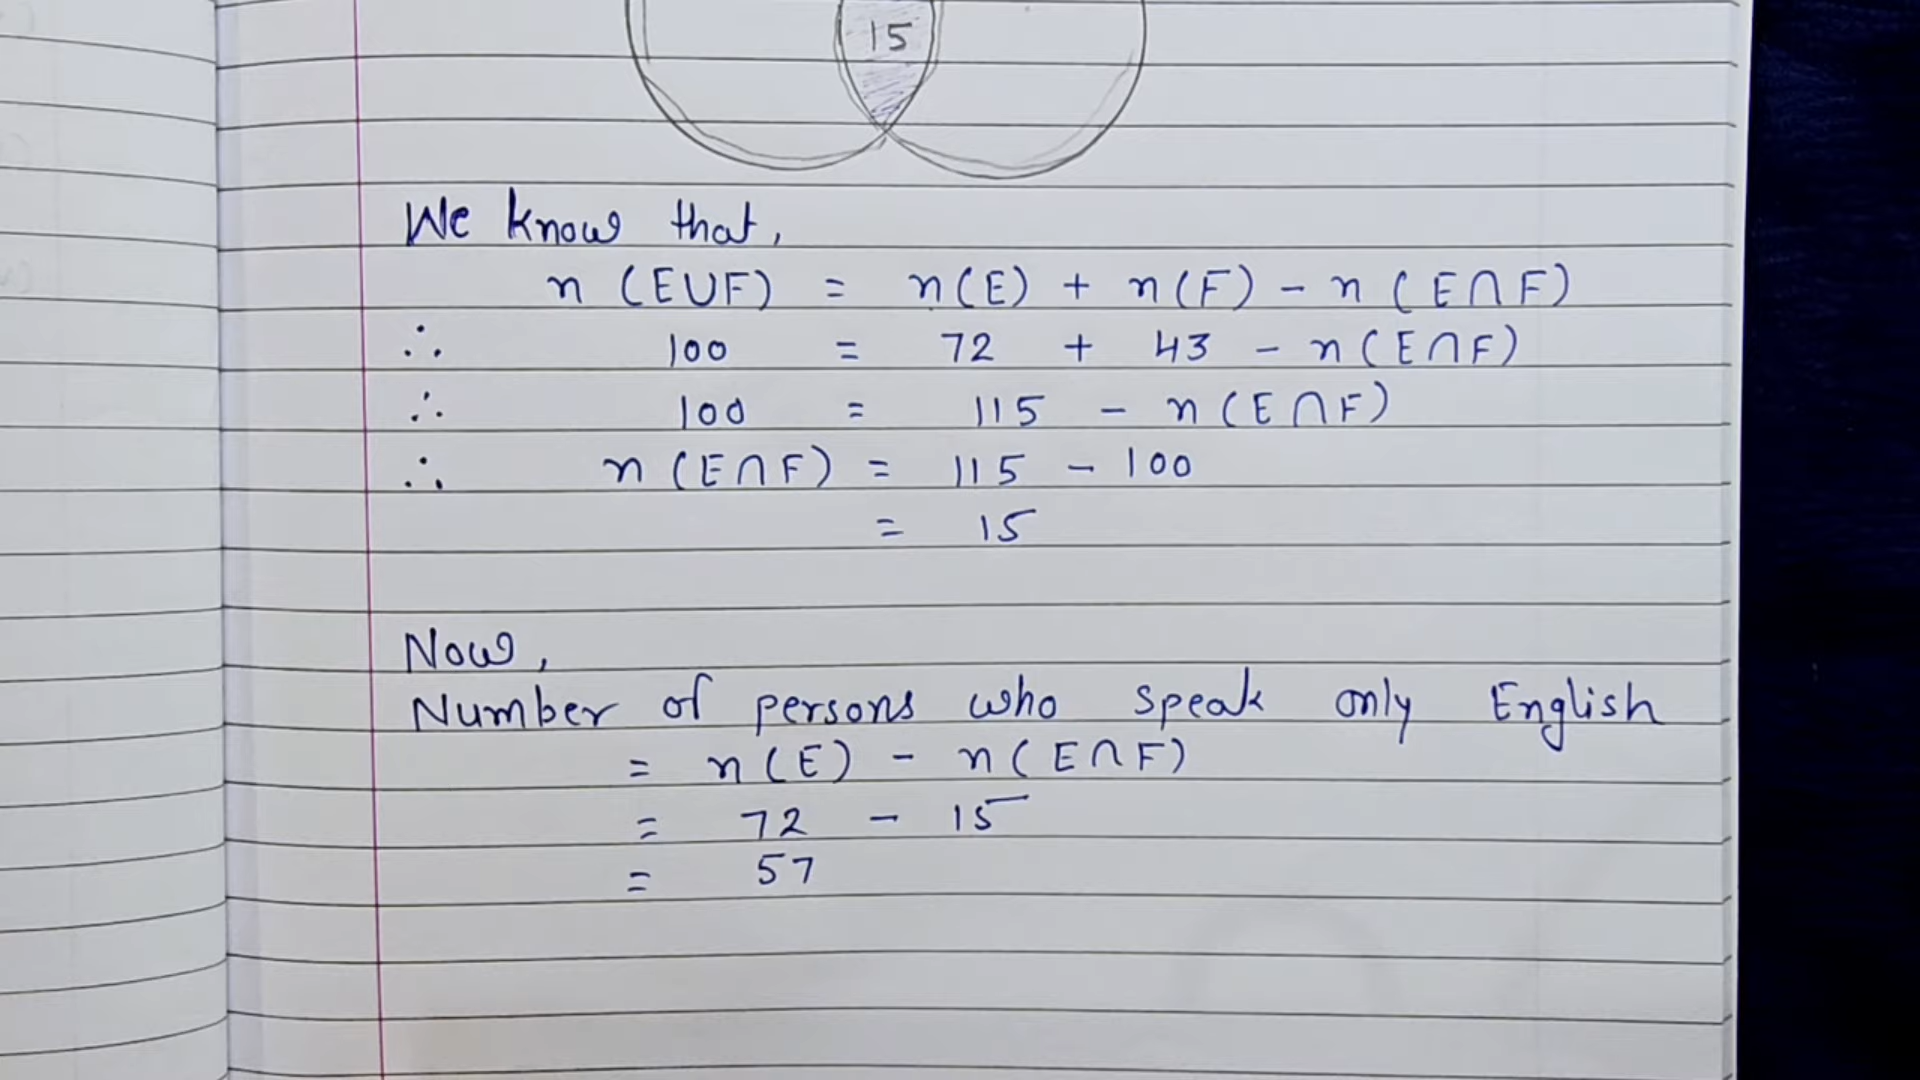 15
We know that,
n (E∪F) = n(E) + n(F) - n (E∩F)
∴ 100 = 72 + 43 - n(E∩F)
∴ 100 = 115 - n(E∩F)
∴ n (E∩F) = 115 - 100
= 15
Now,
Number of persons who speak only English
= n(E) - n(E∩F)
= 72 - 15
= 57